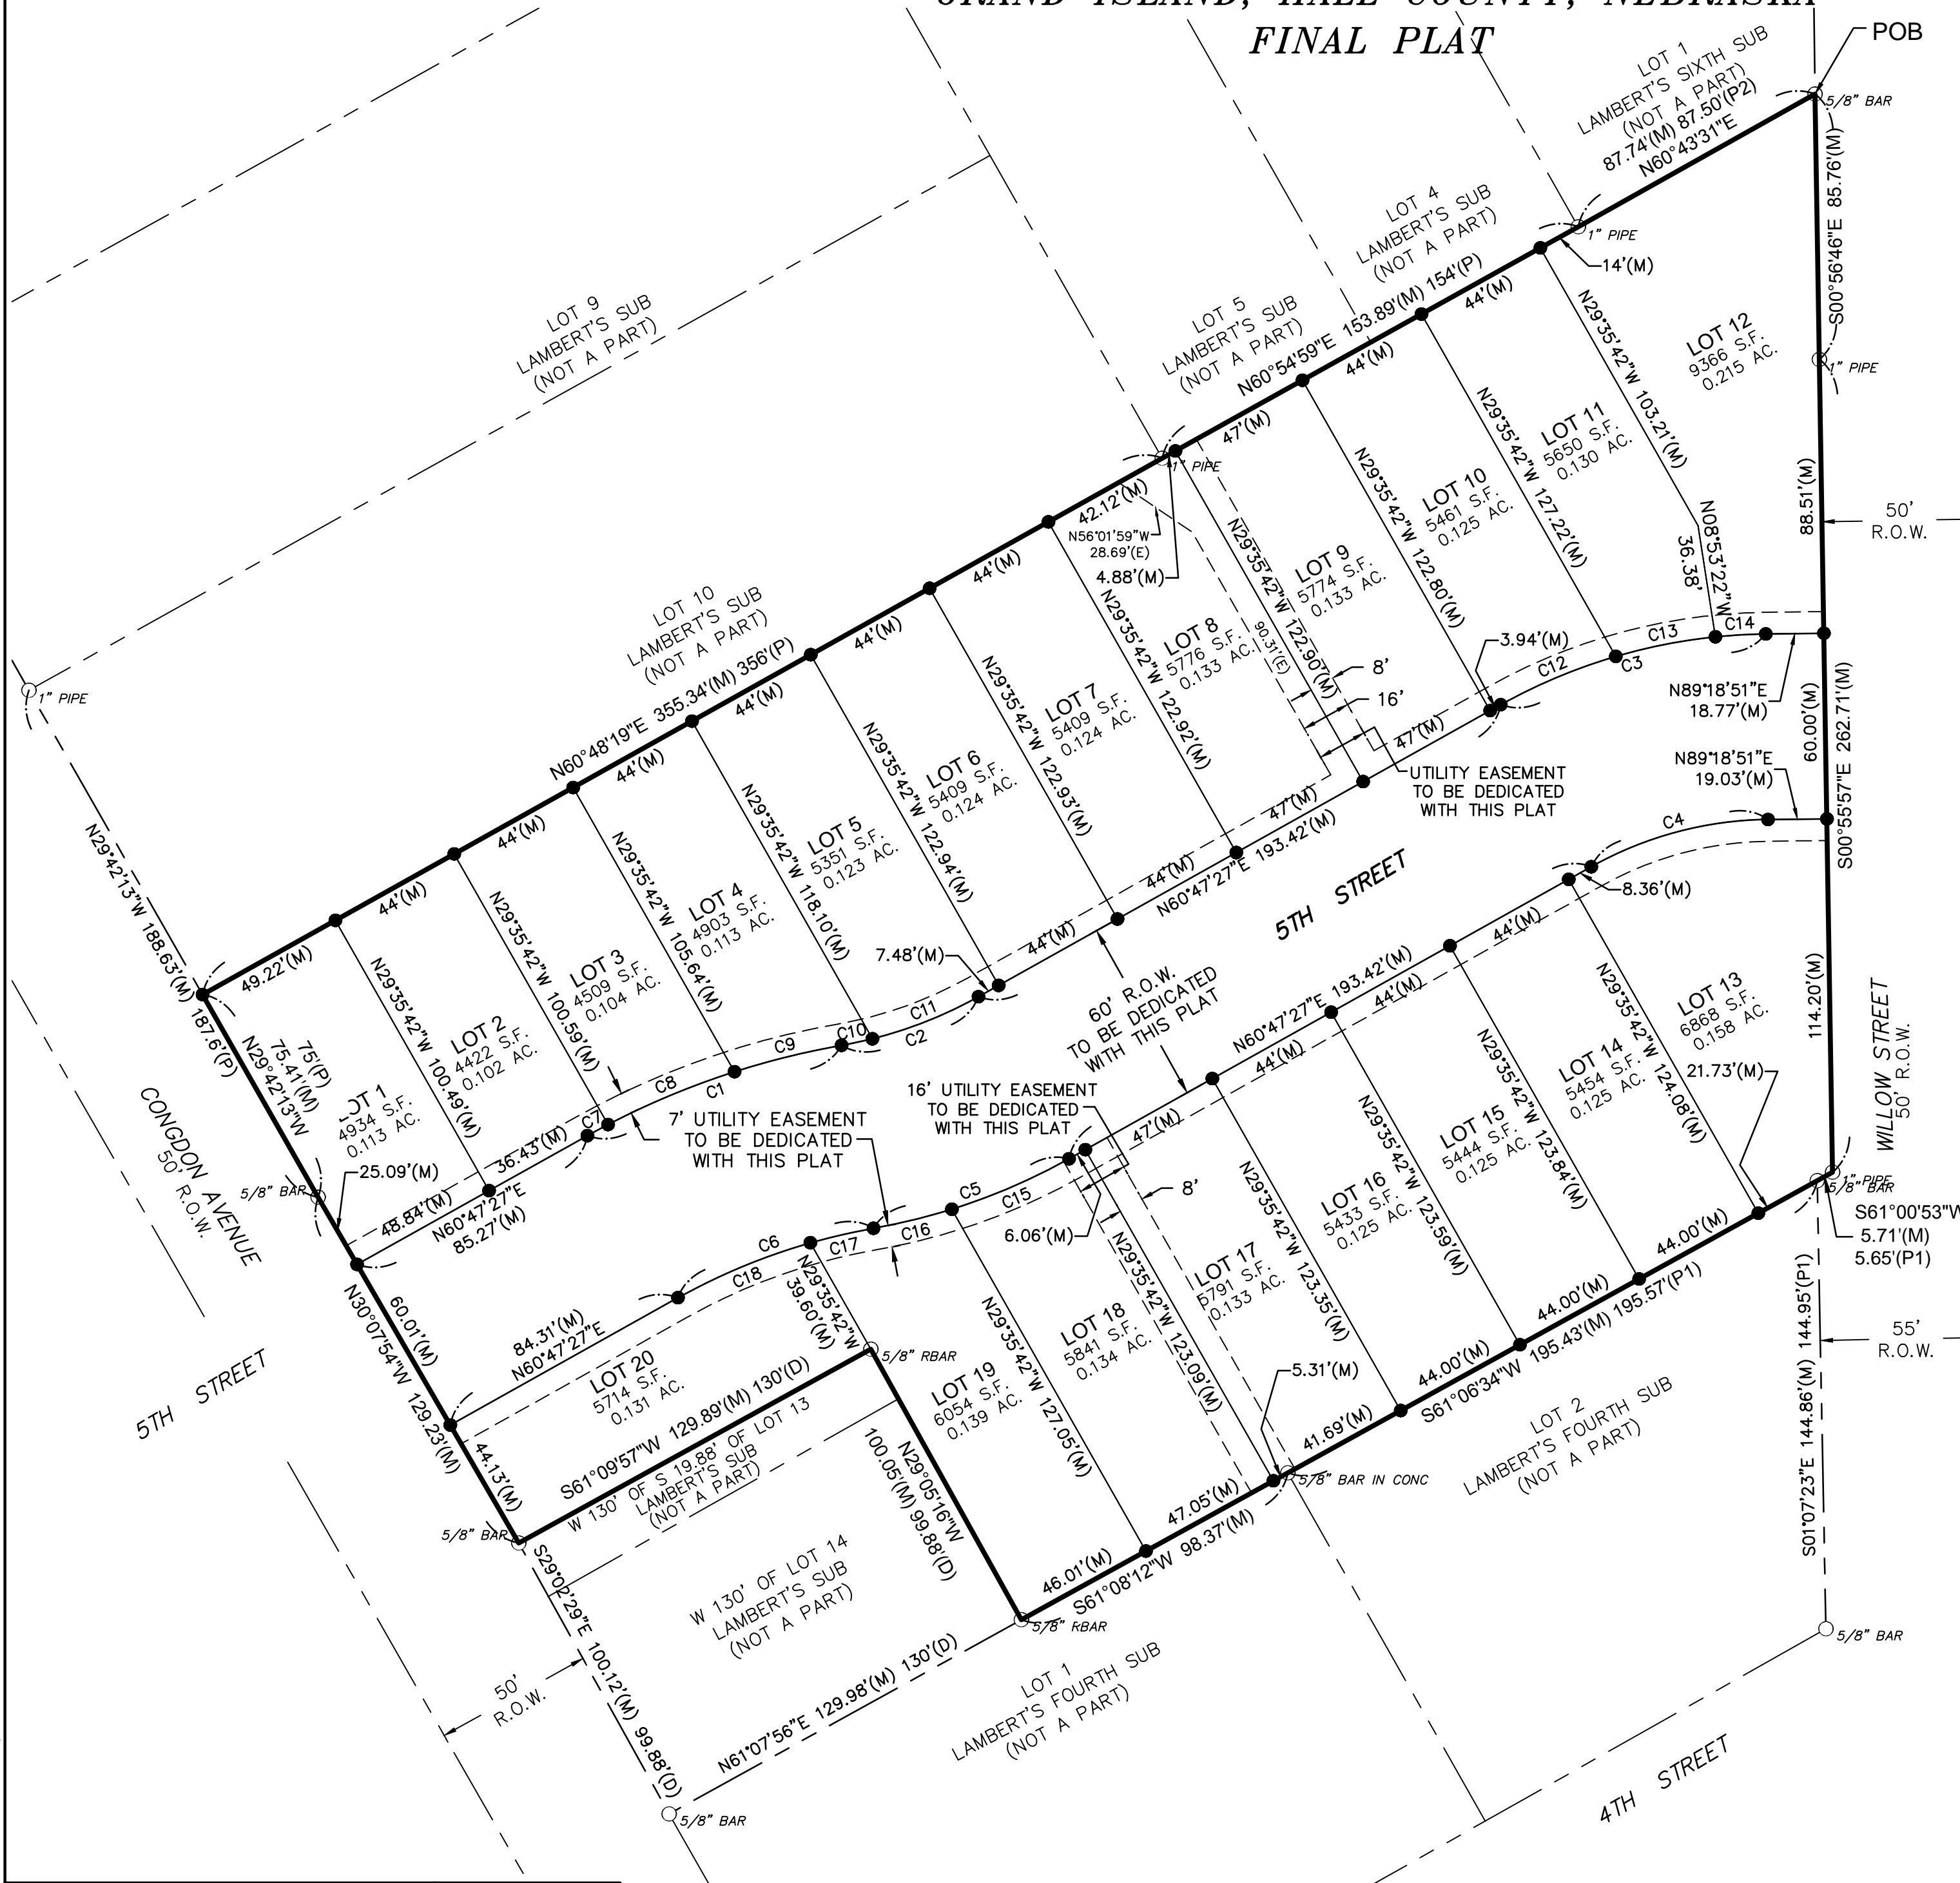 GRAND ISLAND, HALL COUNTY, NEBRASKA
FINAL PLAT
POB
5/8" BAR
LOT 1
LAMBERT'S SIXTH SUB
(NOT A PART)
87.74'(M) 87.50'(P2)
N60°43'31"E
S00°56'46"E 85.76'(M)
1" PIPE
14'(M)
1" PIPE
88.51'(M)
50'
R.O.W.
LOT 4
LAMBERT'S SUB
(NOT A PART)
LOT 5
LAMBERT'S SUB
(NOT A PART)
N60°54'59"E 153.89'(M) 154'(P)
47'(M)
44'(M)
44'(M)
LOT 9
LAMBERT'S SUB
(NOT A PART)
LOT 10
LAMBERT'S SUB
(NOT A PART)
N60°48'19"E 355.34'(M) 356'(P)
1" PIPE
1" PIPE
49.22'(M)
44'(M)
44'(M)
44'(M)
44'(M)
44'(M)
44'(M)
42.12'(M)
4.88'(M)
N56°01'59"W
28.69'(E)
90.31'(E)
LOT 12
9366 S.F.
0.215 AC.
N29°35'42"W 103.21'(M)
N08°53'22"W
36.38'
LOT 11
5650 S.F.
0.130 AC.
N29°35'42"W 127.22'(M)
LOT 10
5461 S.F.
0.125 AC.
N29°35'42"W 122.80'(M)
LOT 9
5774 S.F.
0.133 AC.
N29°35'42"W 122.90'(M)
LOT 8
5776 S.F.
0.133 AC.
N29°35'42"W 122.92'(M)
LOT 7
5409 S.F.
0.124 AC.
N29°35'42"W 122.93'(M)
LOT 6
5409 S.F.
0.124 AC.
N29°35'42"W 122.94'(M)
LOT 5
5351 S.F.
0.123 AC.
N29°35'42"W 118.10'(M)
LOT 4
4903 S.F.
0.113 AC.
N29°35'42"W 105.64'(M)
LOT 3
4509 S.F.
0.104 AC.
N29°35'42"W 100.59'(M)
LOT 2
4422 S.F.
0.102 AC.
N29°35'42"W 100.49'(M)
OT 1
4934 S.F.
0.113 AC.
75'(P)
75.41'(M)
N29°42'13"W
N29°42'13"W 188.63'(M)
187.6'(P)
CONGDON AVENUE
50' R.O.W.
5/8" BAR
25.09'(M)
48.84'(M)
N60°47'27"E
85.27'(M)
36.43'(M)
C7
C8
C1
C9
C10
C2
C11
7.48'(M)
44'(M)
44'(M)
47'(M)
N60°47'27"E 193.42'(M)
47'(M)
3.94'(M)
C12
C3
C13
C14
8'
16'
UTILITY EASEMENT
TO BE DEDICATED
WITH THIS PLAT
N89°18'51"E
18.77'(M)
N89°18'51"E
19.03'(M)
60.00'(M)
S00°55'57"E 262.71'(M)
5TH STREET
60' R.O.W.
TO BE DEDICATED
WITH THIS PLAT
7' UTILITY EASEMENT
TO BE DEDICATED
WITH THIS PLAT
16' UTILITY EASEMENT
TO BE DEDICATED
WITH THIS PLAT
N60°47'27"E 193.42'(M)
47'(M)
44'(M)
44'(M)
44'(M)
8.36'(M)
C4
114.20'(M)
WILLOW STREET
50' R.O.W.
21.73'(M)
1" PIPE
5/8" BAR
S61°00'53"W
5.71'(M)
5.65'(P1)
LOT 13
6868 S.F.
0.158 AC.
N29°35'42"W 124.08'(M)
LOT 14
5454 S.F.
0.125 AC.
N29°35'42"W 123.84'(M)
LOT 15
5444 S.F.
0.125 AC.
N29°35'42"W 123.59'(M)
LOT 16
5433 S.F.
0.125 AC.
N29°35'42"W 123.35'(M)
LOT 17
5791 S.F.
0.133 AC.
N29°35'42"W 123.09'(M)
8'
6.06'(M)
LOT 18
5841 S.F.
0.134 AC.
N29°35'42"W 127.05'(M)
LOT 19
6054 S.F.
0.139 AC.
C5
C15
C16
C17
C6
C18
N29°35'42"W
39.60'(M)
5/8" RBAR
84.31'(M)
N60°47'27"E
LOT 20
5714 S.F.
0.131 AC.
S61°09'57"W 129.89'(M) 130'(D)
W 130' OF S 19.88' OF LOT 13
LAMBERT'S SUB
(NOT A PART)
N29°05'16"W
100.05'(M) 99.88'(D)
60.01'(M)
N30°07'54"W 129.23'(M)
44.13'(M)
5/8" BAR
5TH STREET
S29°02'29"E 100.12'(M) 99.88'(D)
50'
R.O.W.
W 130' OF LOT 14
LAMBERT'S SUB
(NOT A PART)
N61°07'56"E 129.98'(M) 130'(D)
5/8" BAR
5/8" RBAR
46.01'(M)
47.05'(M)
S61°08'12"W 98.37'(M)
5.31'(M)
5/8" BAR IN CONC
41.69'(M)
44.00'(M)
44.00'(M)
44.00'(M)
S61°06'34"W 195.43'(M) 195.57'(P1)
LOT 2
LAMBERT'S FOURTH SUB
(NOT A PART)
LOT 1
LAMBERT'S FOURTH SUB
(NOT A PART)
S01°07'23"E 144.86'(M) 144.95'(P1)
55'
R.O.W.
5/8" BAR
4TH STREET